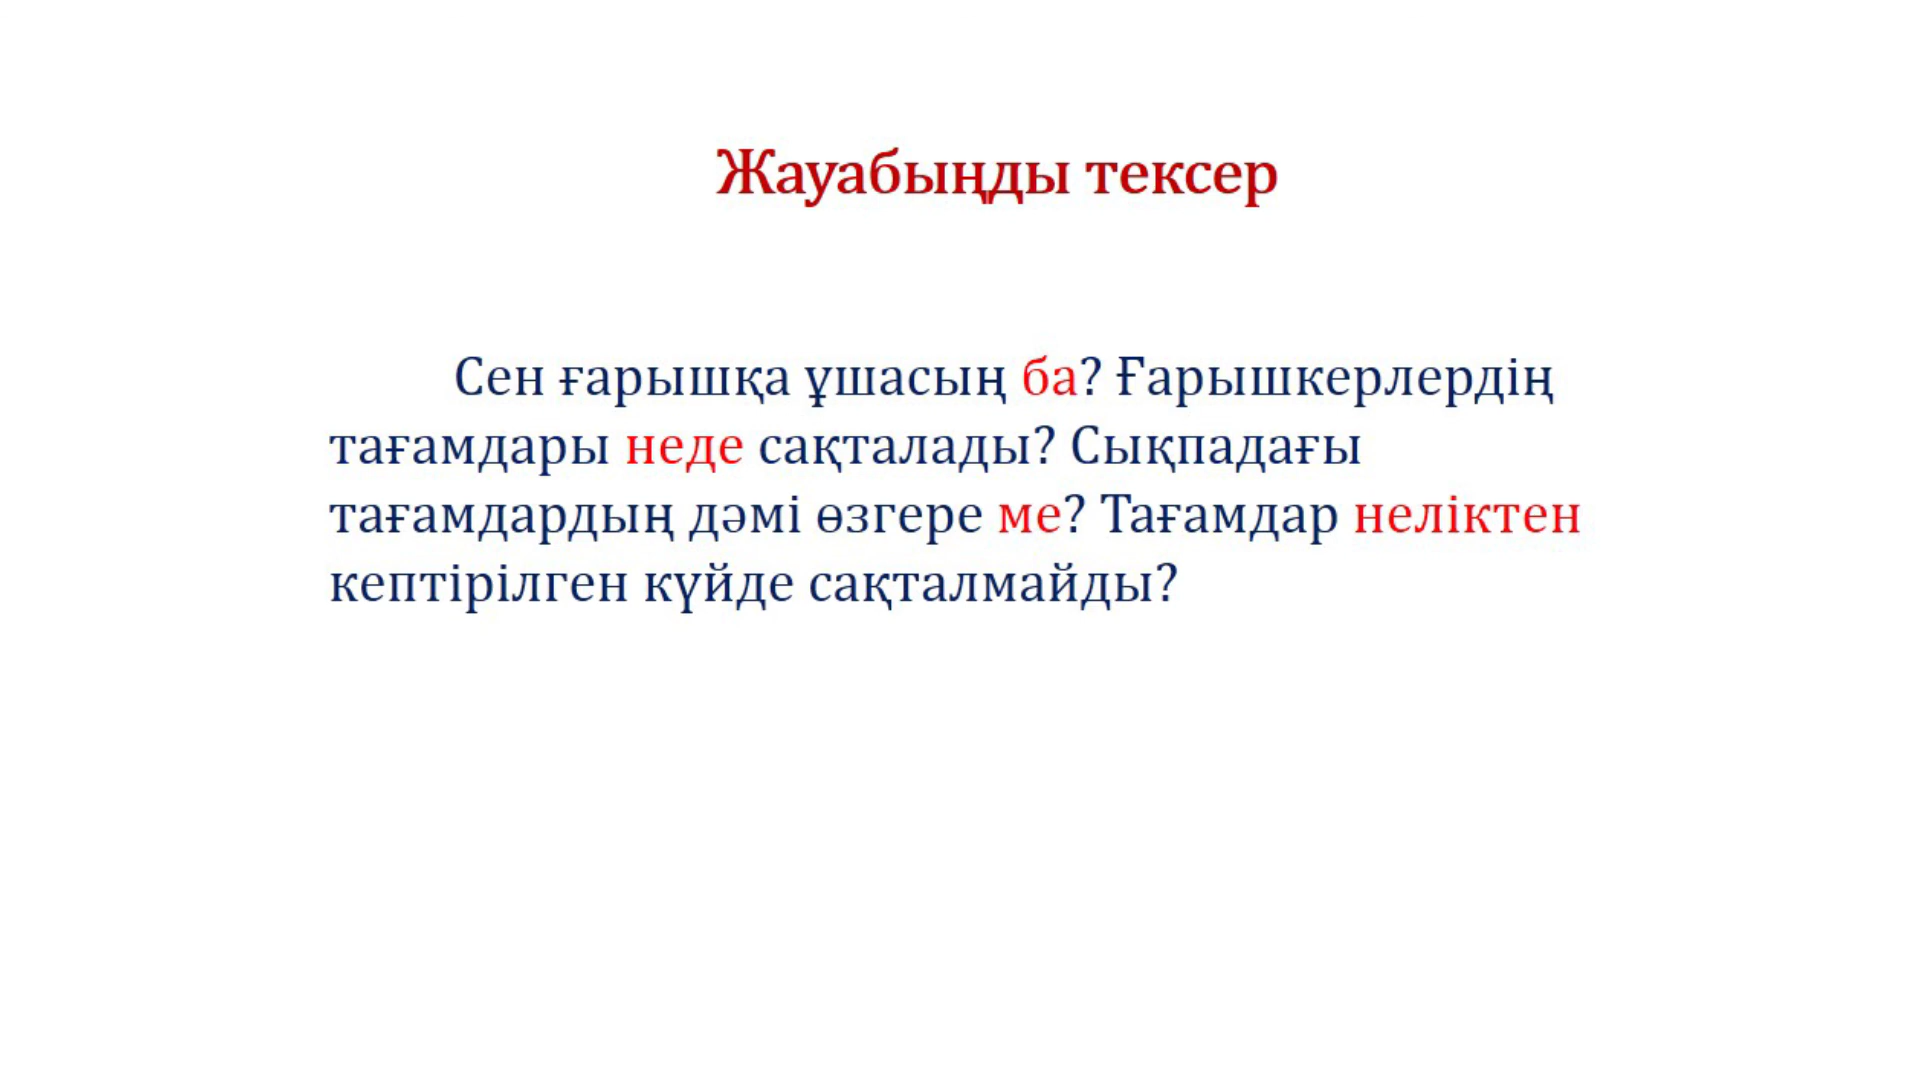 Жауабыңды тексер
Сен ғарышқа ұшасың ба? Ғарышкерлердің
тағамдары неде сақталады? Сықпадағы
тағамдардың дәмі өзгере ме? Тағамдар неліктен
кептірілген күйде сақталмайды?